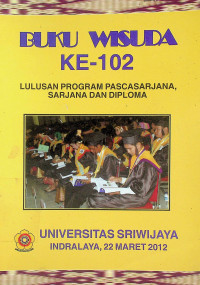 BUKU WISUDA
KE-102
LULUSAN PROGRAM PASCASARJANA,
SARJANA DAN DIPLOMA
UNIVERSITAS SRIWIJAYA
INDRALAYA, 22 MARET 2012